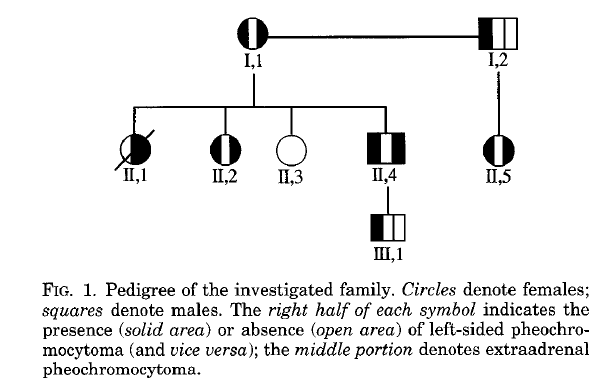 I,1 I,2
II,1 II,2 II,3 II,4 II,5
III,1
FIG. 1. Pedigree of the investigated family. Circles denote females;
squares denote males. The right half of each symbol indicates the
presence (solid area) or absence (open area) of left-sided pheochro-
mocytoma (and vice versa); the middle portion denotes extraadrenal
pheochromocytoma.